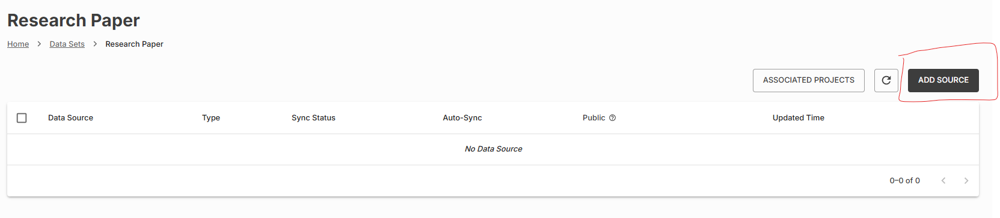 Research Paper
Home > Data Sets > Research Paper
ASSOCIATED PROJECTS ADD SOURCE
Data Source Type Sync Status Auto-Sync Public Updated Time
No Data Source
0–0 of 0